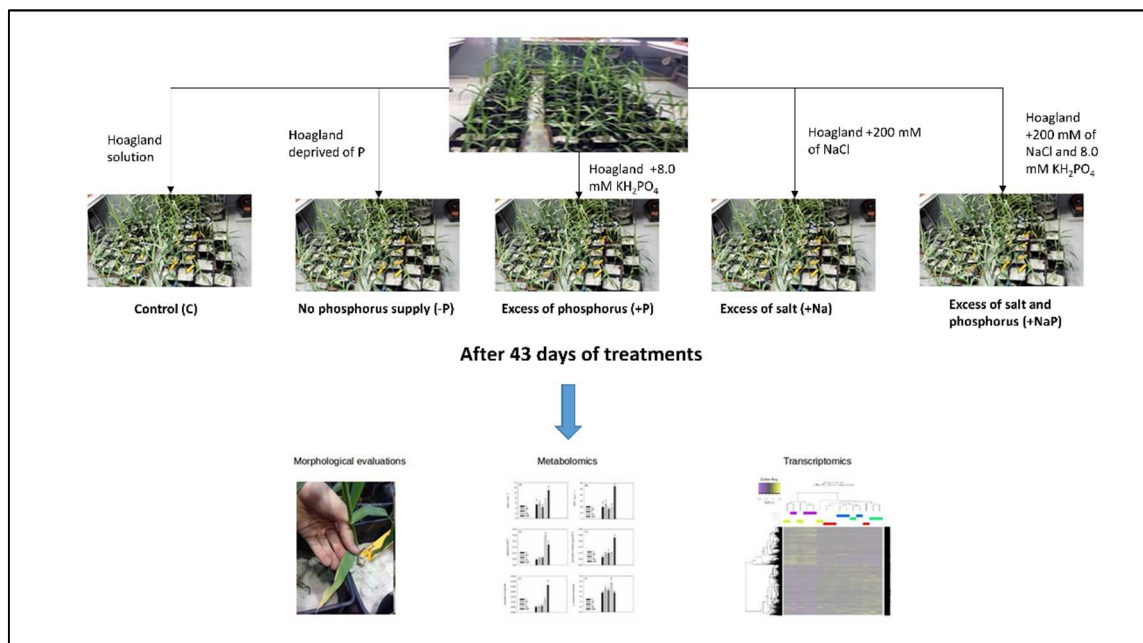 Hoagland
solution
Hoagland
deprived of P
Hoagland +8.0
mM KH₂PO₄
Hoagland +200 mM
of NaCl
Hoagland
+200 mM of
NaCl and 8.0
mM KH₂PO₄
Control (C)
No phosphorus supply (-P)
Excess of phosphorus (+P)
Excess of salt (+Na)
Excess of salt and
phosphorus (+NaP)
After 43 days of treatments
Morphological evaluations
Metabolomics
Transcriptomics
Color Key